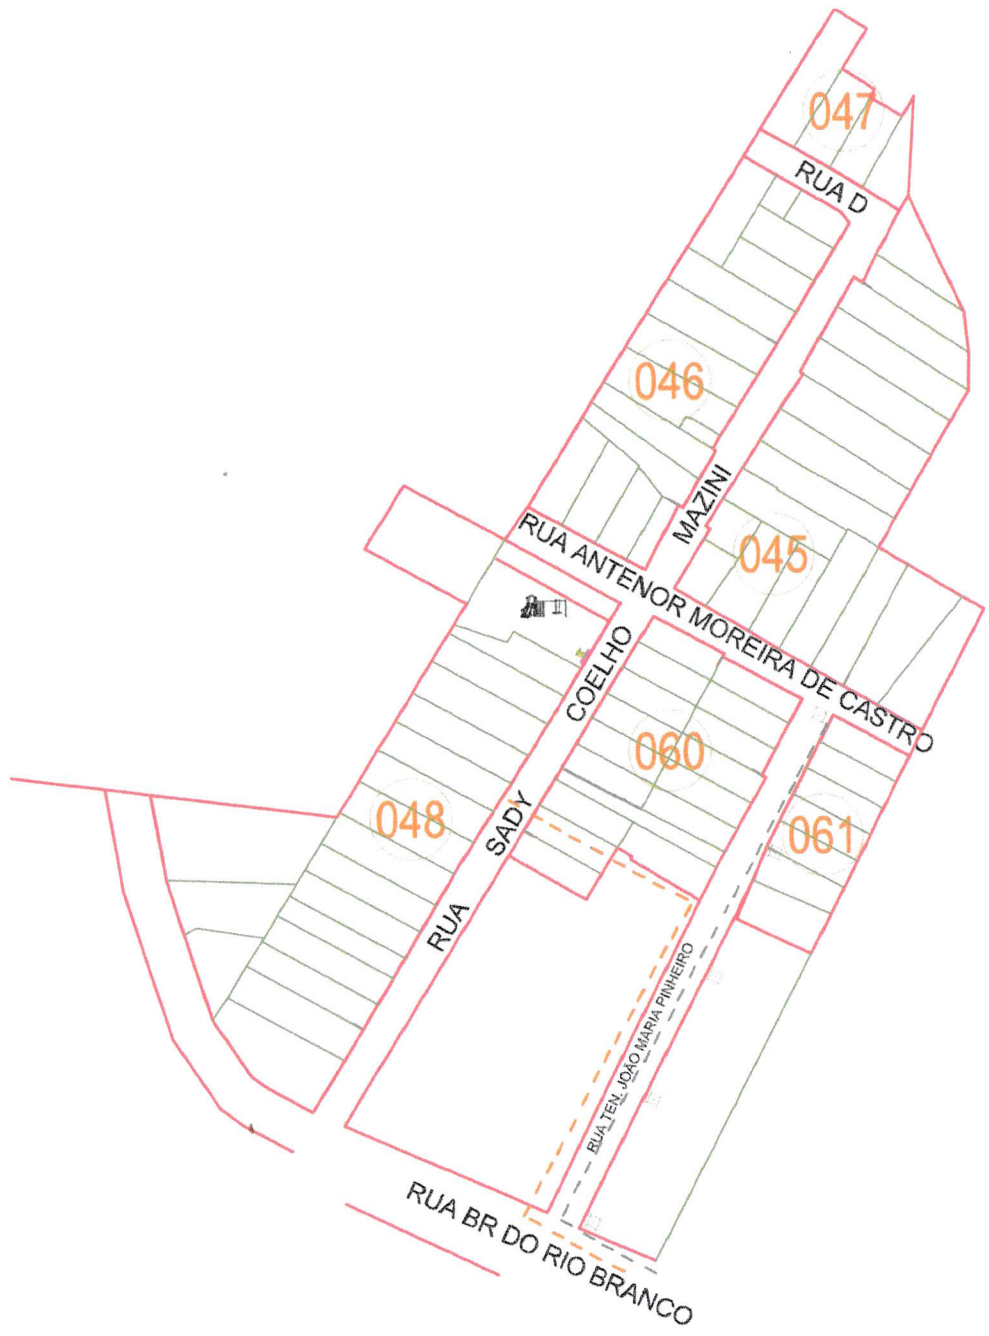 047
RUA D
046
MAZINI
RUA ANTENOR MOREIRA DE CASTRO
045
COELHO
060
048
SADY
061
RUA
RUA TEN. JOÃO MARIA PINHEIRO
RUA BR DO RIO BRANCO